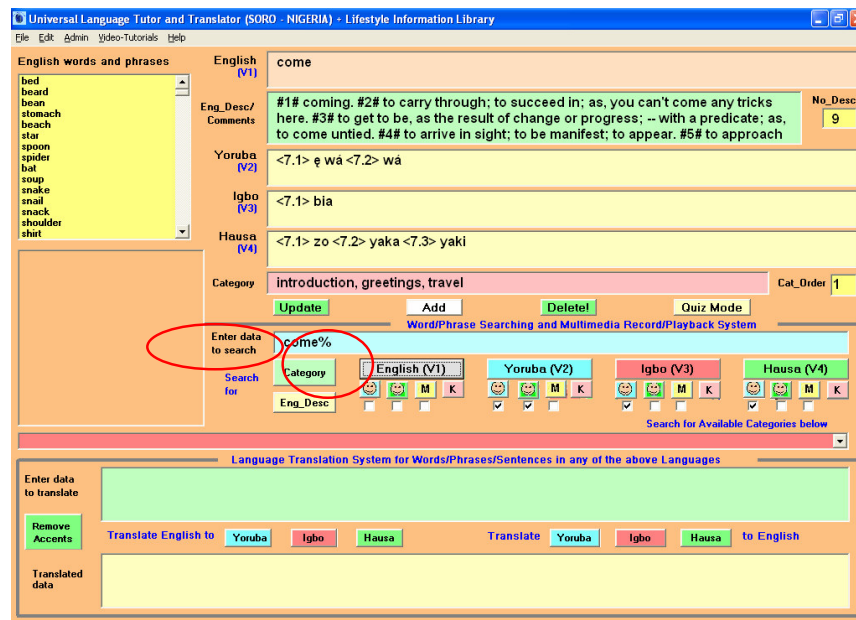 Universal Language Tutor and Translator (SORO - NIGERIA) + Lifestyle Information Library
File Edit Admin Video-Tutorials Help
English words and phrases
bed
beard
bean
stomach
beach
star
spoon
spider
bat
soup
snake
snail
snack
shoulder
shirt
English (V1)
come
Eng_Desc/ Comments
#1# coming. #2# to carry through; to succeed in; as, you can't come any tricks
here. #3# to get to be, as the result of change or progress; -- with a predicate; as,
to come untied. #4# to arrive in sight; to be manifest; to appear. #5# to approach
No_Desc
9
Yoruba (V2)
<7.1> ẹ wá <7.2> wá
Igbo (V3)
<7.1> bia
Hausa (V4)
<7.1> zo <7.2> yaka <7.3> yaki
Category
introduction, greetings, travel
Cat_Order 1
Update Add Delete! Quiz Mode
Word/Phrase Searching and Multimedia Record/Playback System
Enter data
to search
come%
Search
for
Category English (V1) Yoruba (V2) Igbo (V3) Hausa (V4)
M K M K M K M K
Eng_Desc
Search for Available Categories below
Language Translation System for Words/Phrases/Sentences in any of the above Languages
Enter data
to translate
Remove
Accents
Translate English to Yoruba Igbo Hausa Translate Yoruba Igbo Hausa to English
Translated
data